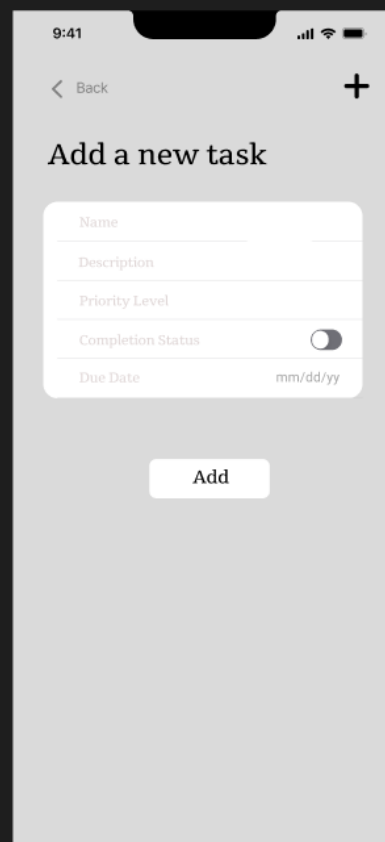 9:41
Back
Add a new task
Name
Description
Priority Level
Completion Status
Due Date mm/dd/yy
Add